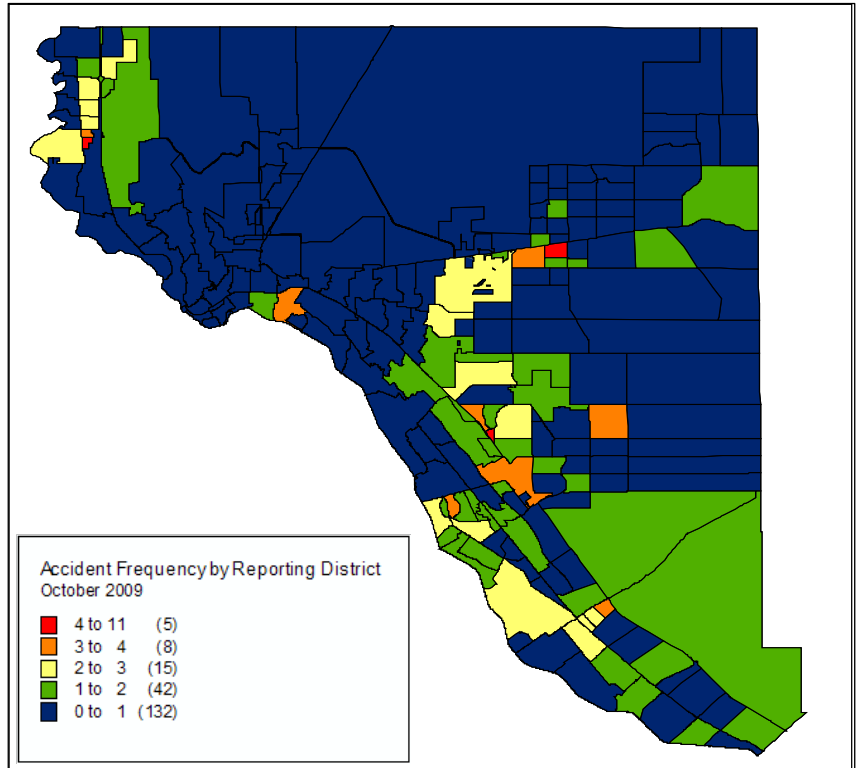 Accident Frequency by Reporting District
October 2009
4 to 11 (5)
3 to 4 (8)
2 to 3 (15)
1 to 2 (42)
0 to 1 (132)